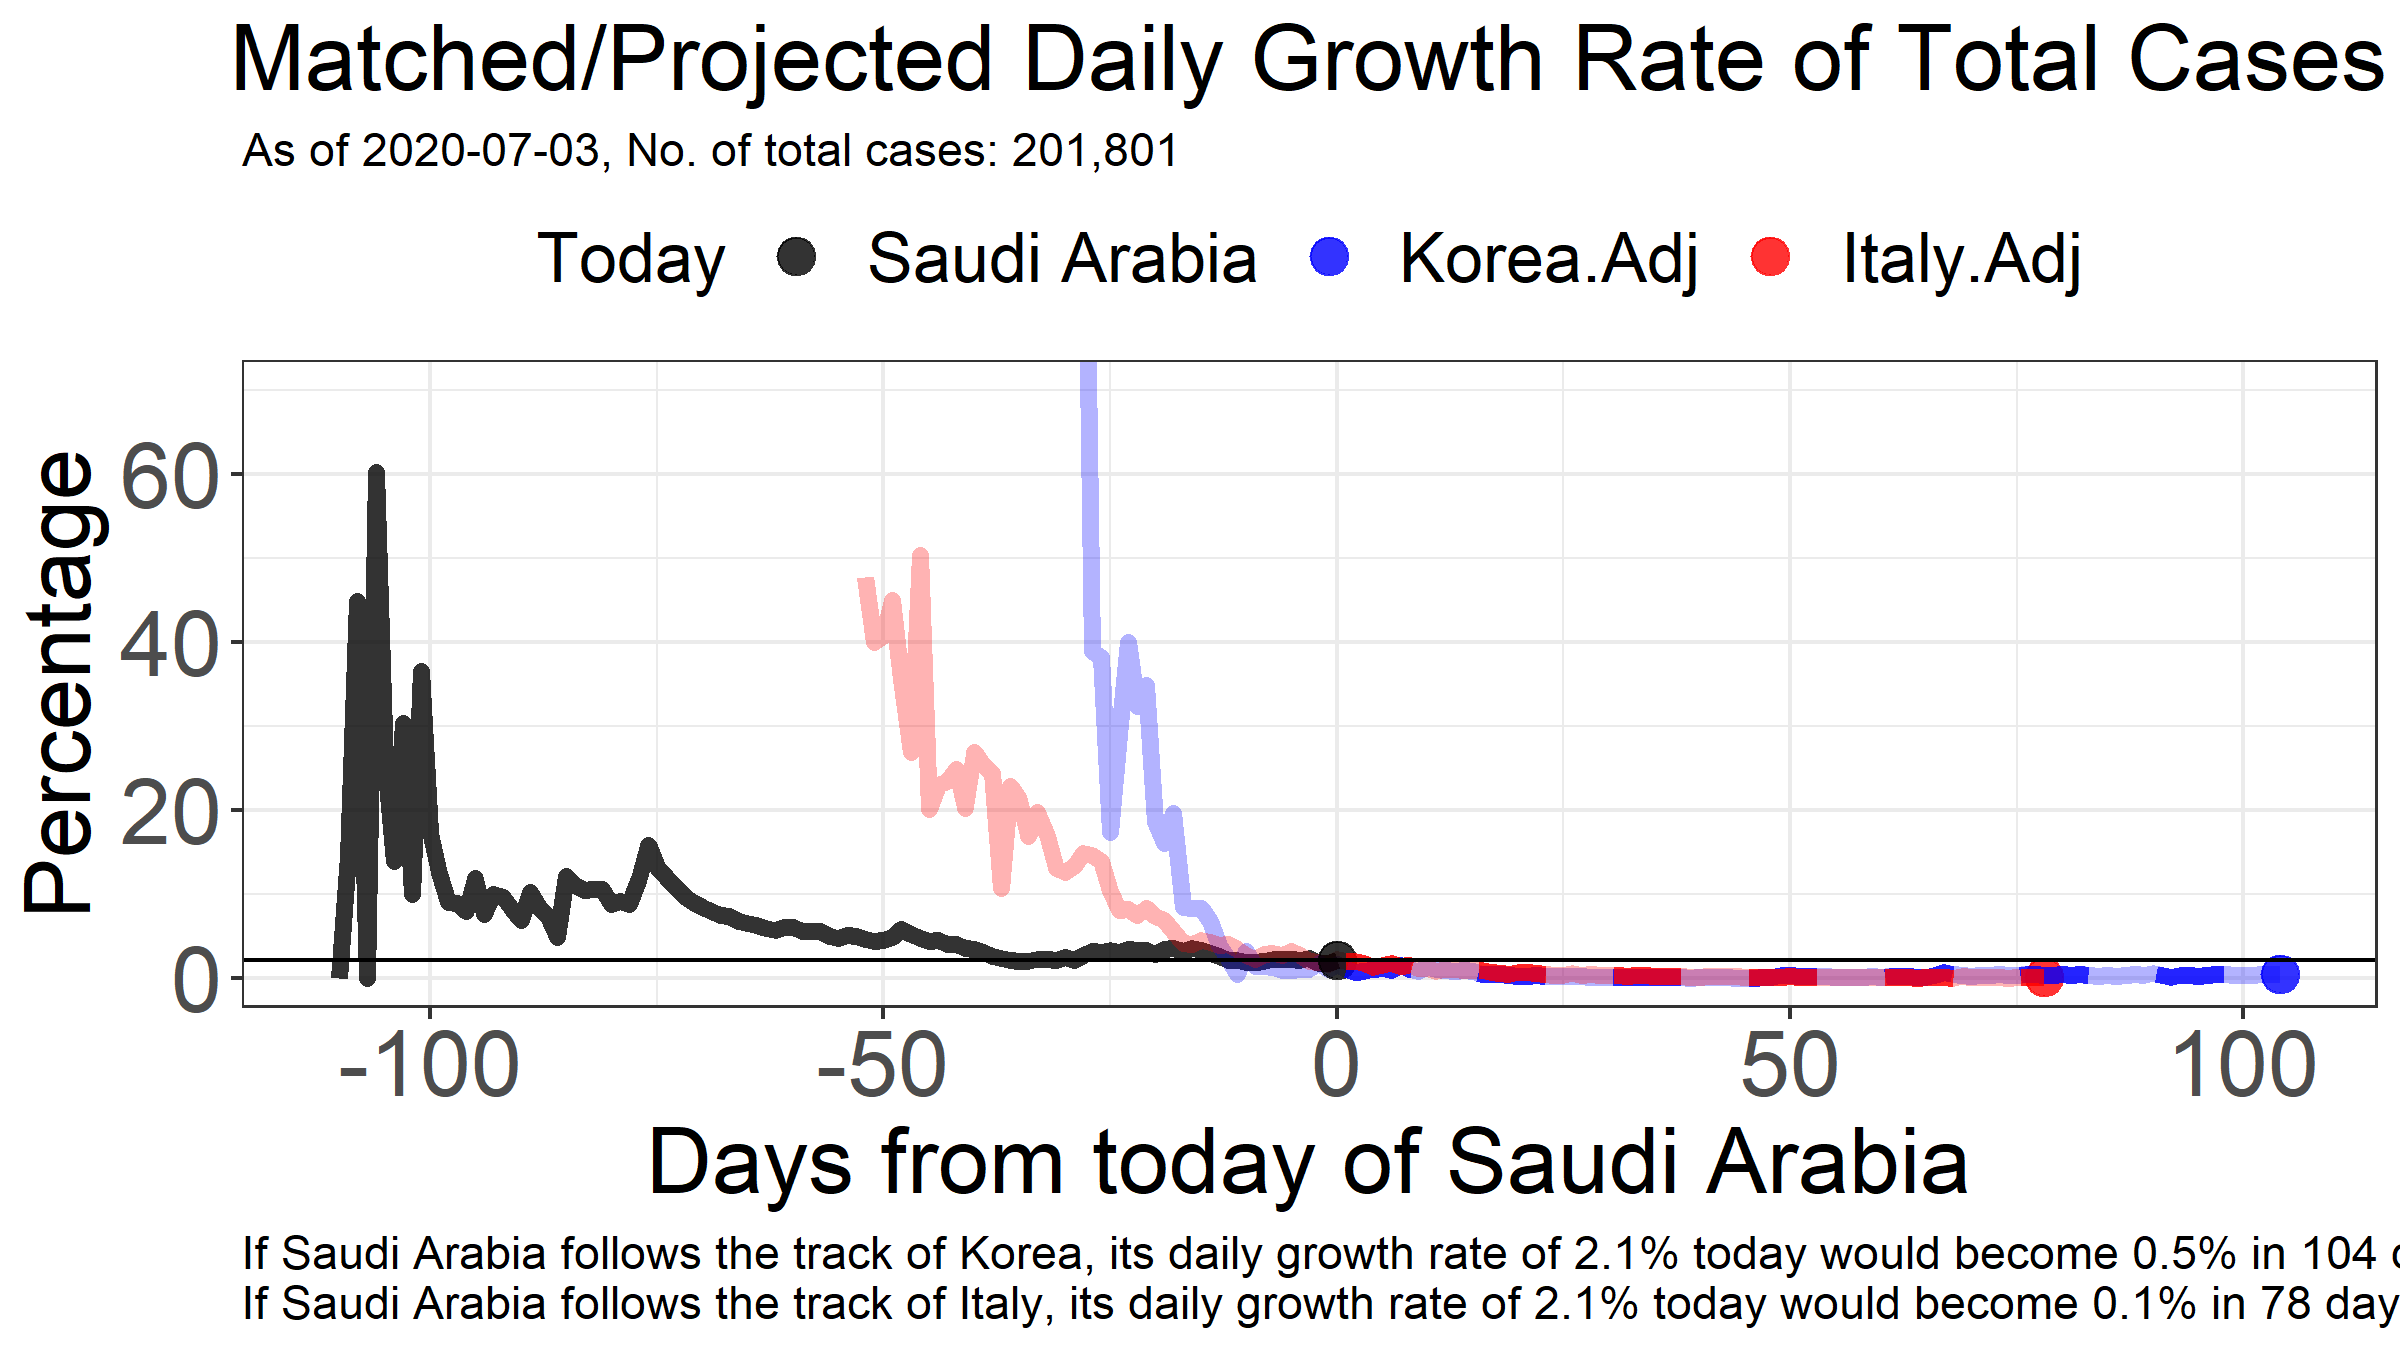 Matched/Projected Daily Growth Rate of Total Cases
As of 2020-07-03, No. of total cases: 201,801
Today Saudi Arabia Korea.Adj Italy.Adj
Percentage
60
40
20
0
-100 -50 0 50 100
Days from today of Saudi Arabia
If Saudi Arabia follows the track of Korea, its daily growth rate of 2.1% today would become 0.5% in 104
If Saudi Arabia follows the track of Italy, its daily growth rate of 2.1% today would become 0.1% in 78 day